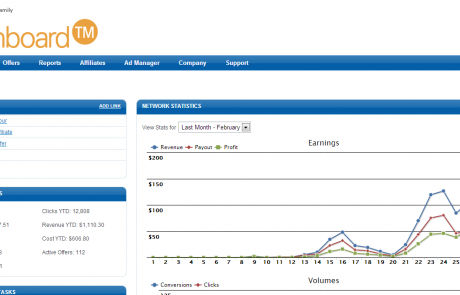 amily
nboard TM
Offers Reports Affiliates Ad Manager Company Support
ADD LINK
our
iliate
fer
S
Clicks YTD: 12,808
7.51 Revenue YTD: $1,110.30
Cost YTD: $606.80
Active Offers: 112
TASKS
NETWORK STATISTICS
View Stats for Last Month - February
Earnings
Revenue Payout Profit
$200
$150
$100
$50
1 2 3 4 5 6 7 8 9 10 11 12 13 14 15 16 17 18 19 20 21 22 23 24 25
Volumes
Conversions Clicks